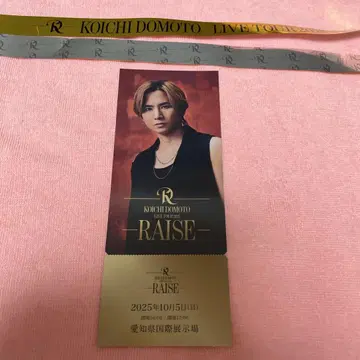 KOICHI DOMOTO LIVE TOUR
R
KOICHI DOMOTO
LIVE TOUR 2025
RAISE
R
RAISE
2025年10月5日(日)
愛知県国際展示場